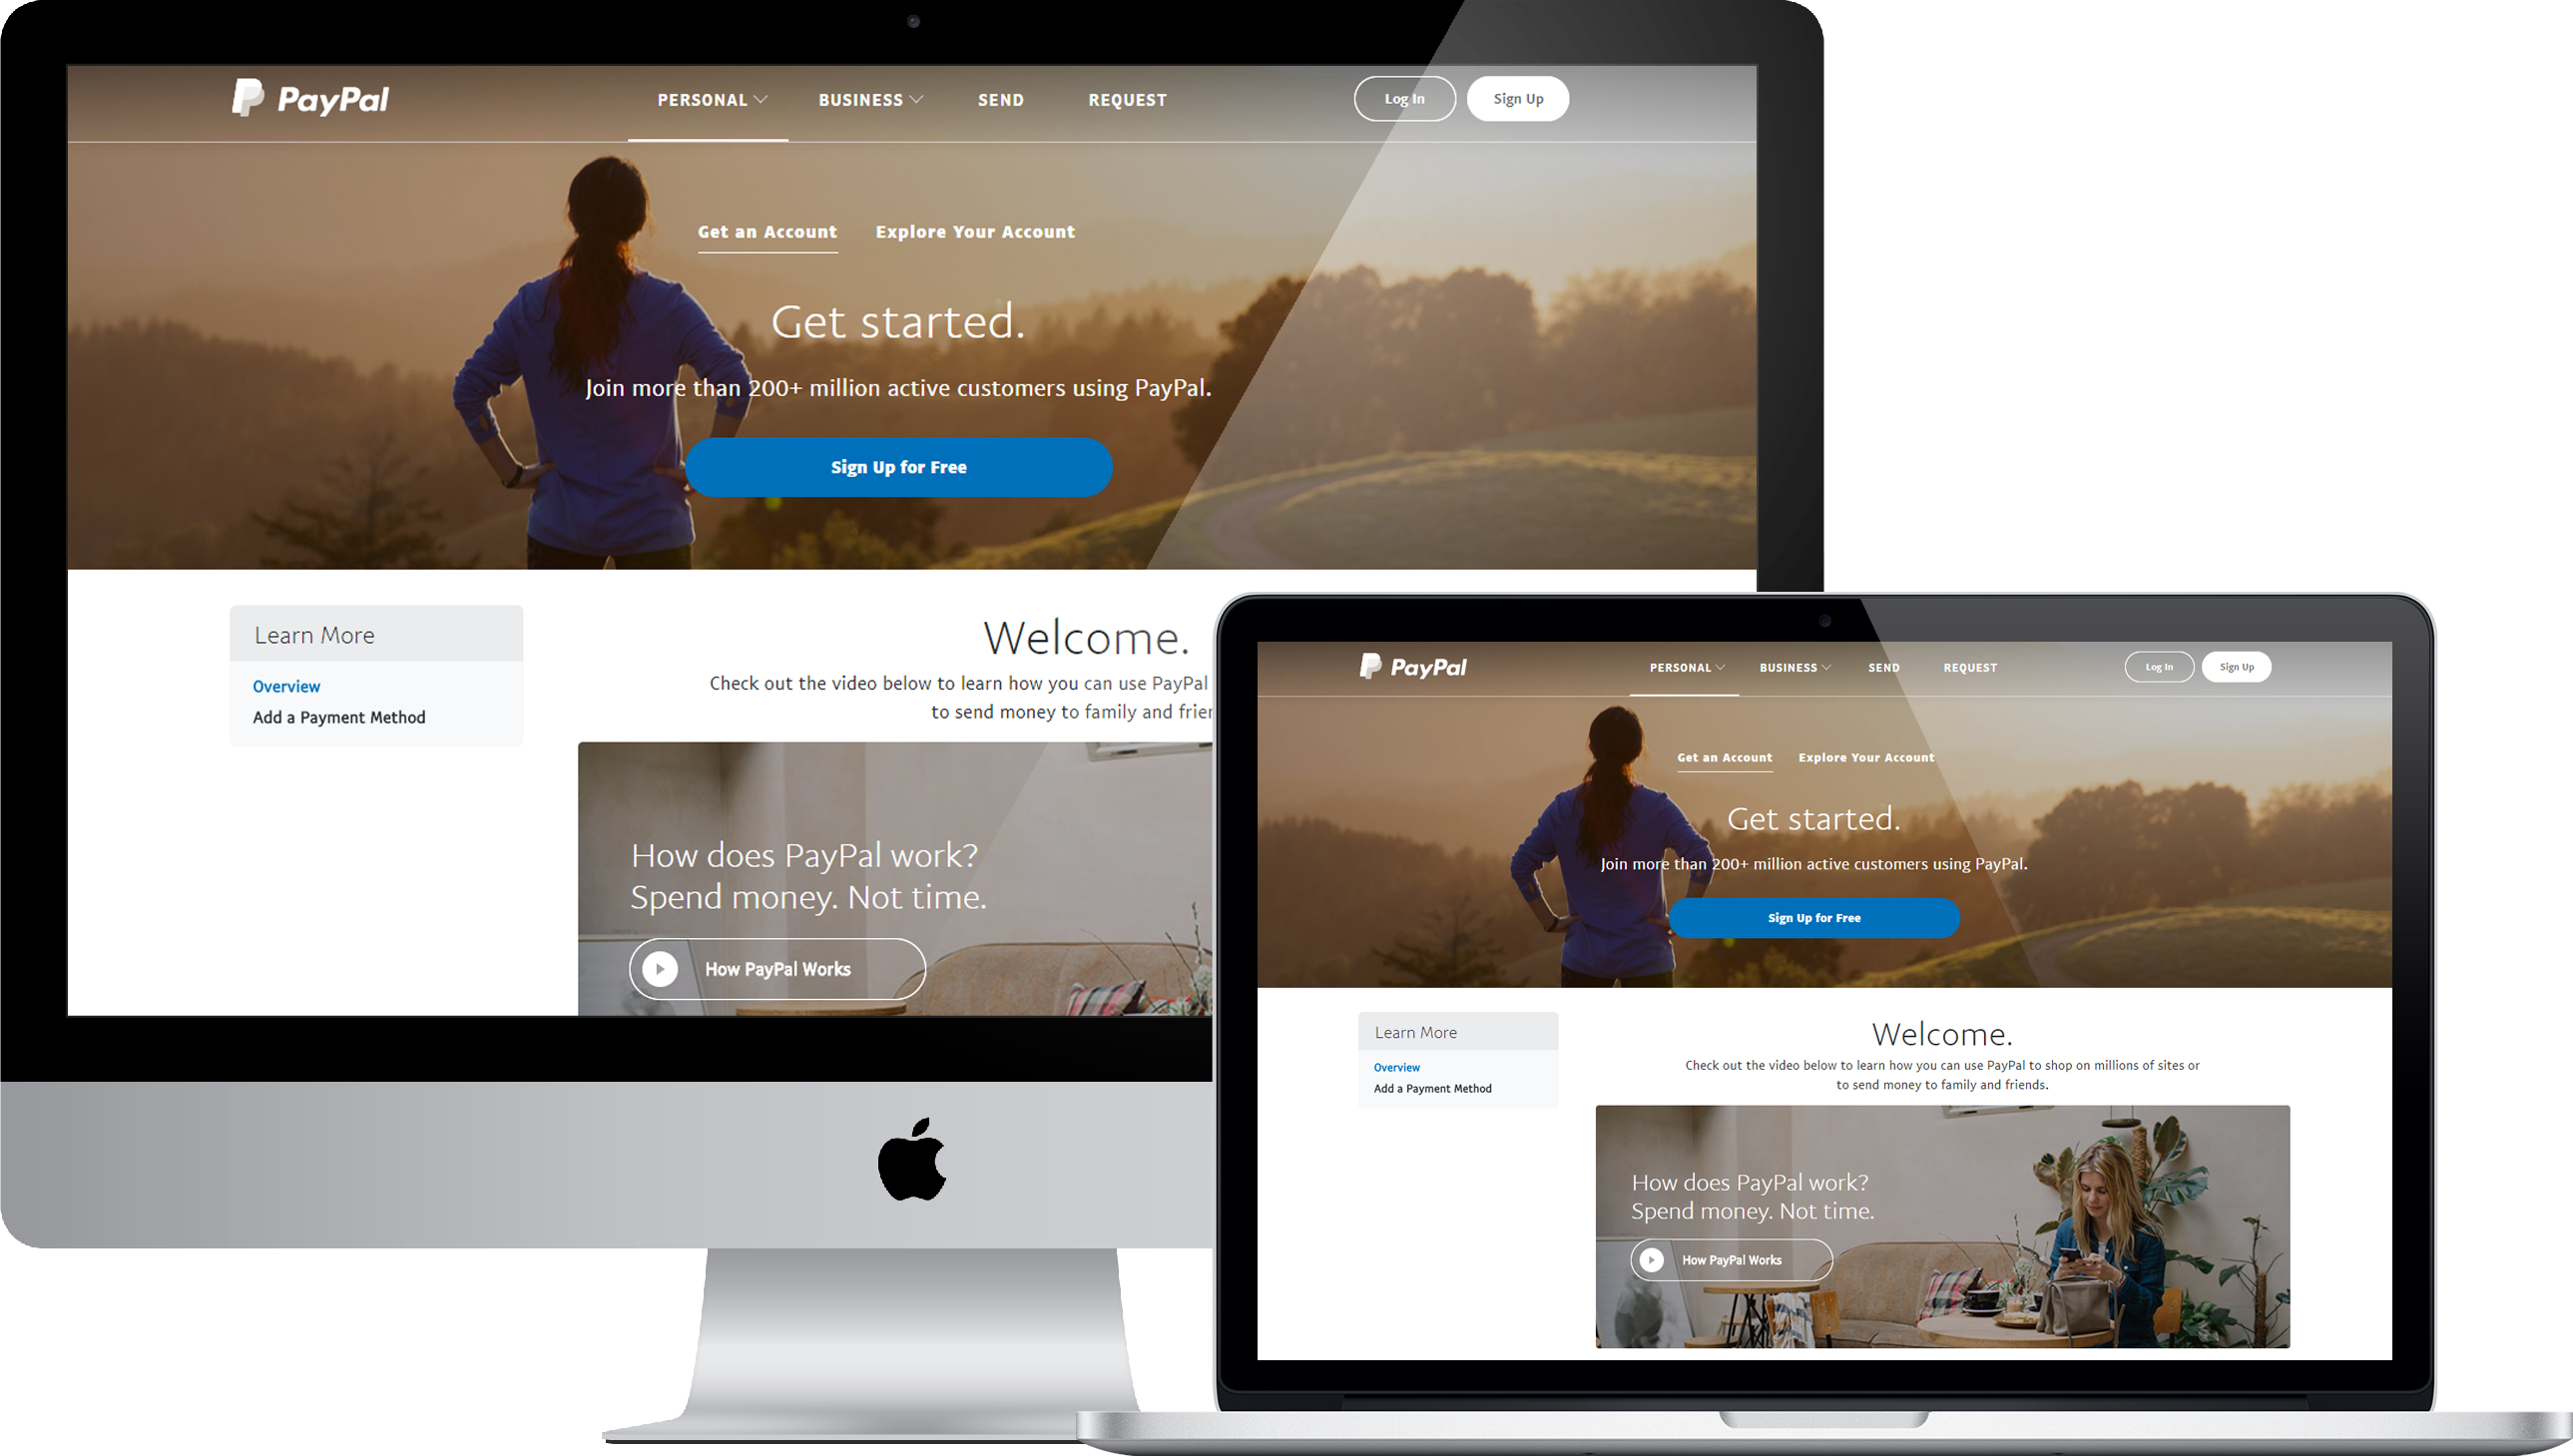 PayPal
PERSONAL BUSINESS SEND REQUEST
Log In Sign Up
Get an Account Explore Your Account
Get started.
Join more than 200+ million active customers using PayPal.
Sign Up for Free
Learn More
Overview
Add a Payment Method
Welcome.
Check out the video below to learn how you can use PayPal
to send money to family and
How does PayPal work?
Spend money. Not time.
How PayPal Works
PayPal
PERSONAL BUSINESS SEND REQUEST
Log In Sign Up
Get an Account Explore Your Account
Get started.
Join more than 200+ million active customers using PayPal.
Sign Up for Free
Learn More
Overview
Add a Payment Method
Welcome.
Check out the video below to learn how you can use PayPal to shop on millions of sites or
to send money to family and friends.
How does PayPal work?
Spend money. Not time.
How PayPal Works